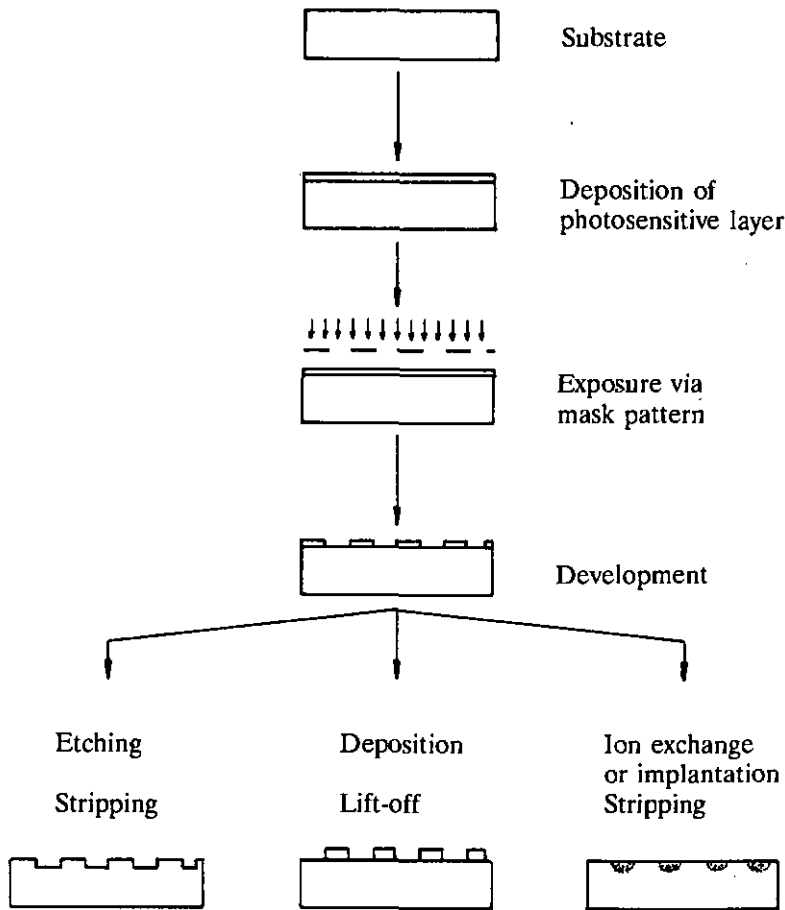 Substrate
Deposition of
photosensitive layer
Exposure via
mask pattern
Development
Etching
Stripping
Deposition
Lift-off
Ion exchange
or implantation
Stripping